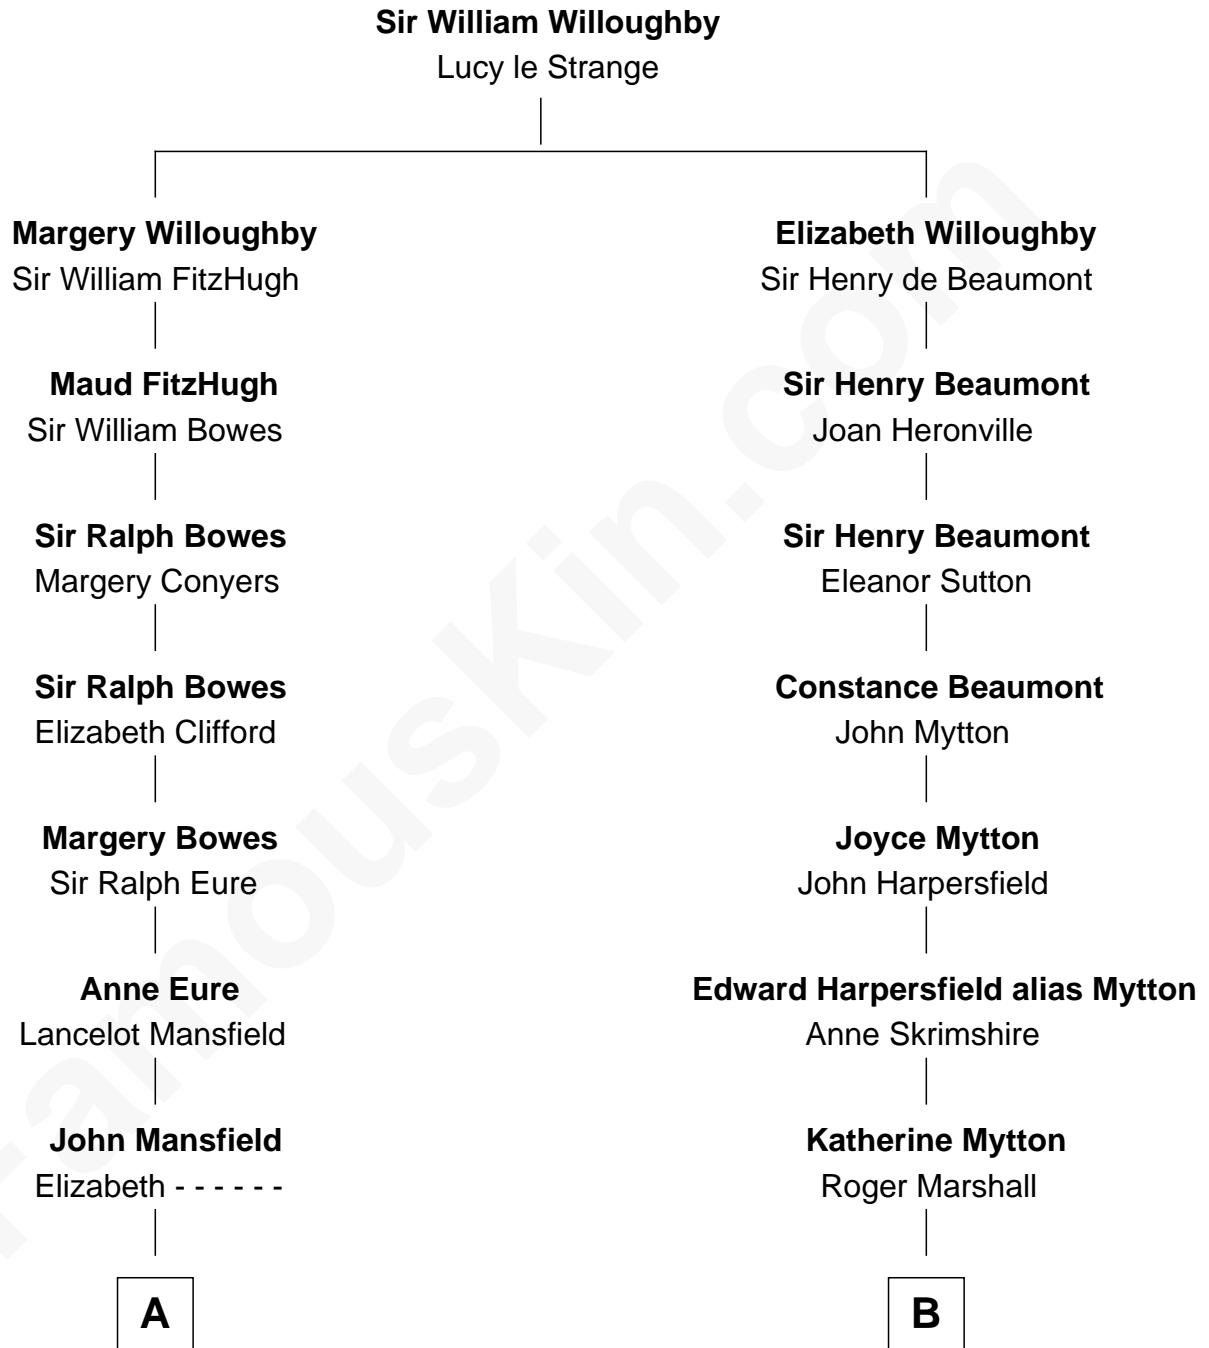 Sir William Willoughby
Lucy le Strange
Margery Willoughby
Sir William FitzHugh
Elizabeth Willoughby
Sir Henry de Beaumont
Maud FitzHugh
Sir William Bowes
Sir Henry Beaumont
Joan Heronville
Sir Ralph Bowes
Margery Conyers
Sir Henry Beaumont
Eleanor Sutton
Sir Ralph Bowes
Elizabeth Clifford
Constance Beaumont
John Mytton
Margery Bowes
Sir Ralph Eure
Joyce Mytton
John Harpersfield
Anne Eure
Lancelot Mansfield
Edward Harpersfield alias Mytton
Anne Skrimshire
John Mansfield
Elizabeth - - - - - -
Katherine Mytton
Roger Marshall
A
B
FamousKin.com